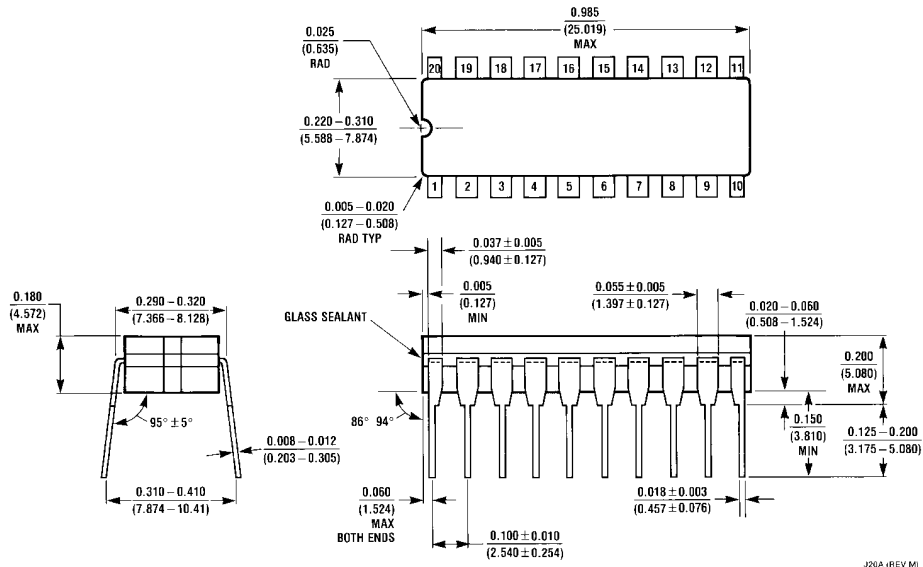 0.985
(25.019)
MAX
0.025
(0.635)
RAD
20 19 18 17 16 15 14 13 12 11
0.220 – 0.310
(5.588 – 7.874)
1 2 3 4 5 6 7 8 9 10
0.005 – 0.020
(0.127 – 0.508)
RAD TYP
0.037 ± 0.005
(0.940 ± 0.127)
0.180
(4.572)
MAX
0.290 – 0.320
(7.366 – 8.128)
0.005
(0.127)
MIN
0.055 ± 0.005
(1.397 ± 0.127)
0.020 – 0.060
(0.508 – 1.524)
GLASS SEALANT
0.200
(5.080)
MAX
95° ± 5°
86° 94°
0.150
(3.810)
MIN
0.125 – 0.200
(3.175 – 5.080)
0.008 – 0.012
(0.203 – 0.305)
0.310 – 0.410
(7.874 – 10.41)
0.060
(1.524)
MAX
BOTH ENDS
0.018 ± 0.003
(0.457 ± 0.076)
0.100 ± 0.010
(2.540 ± 0.254)
J20A (REV M)